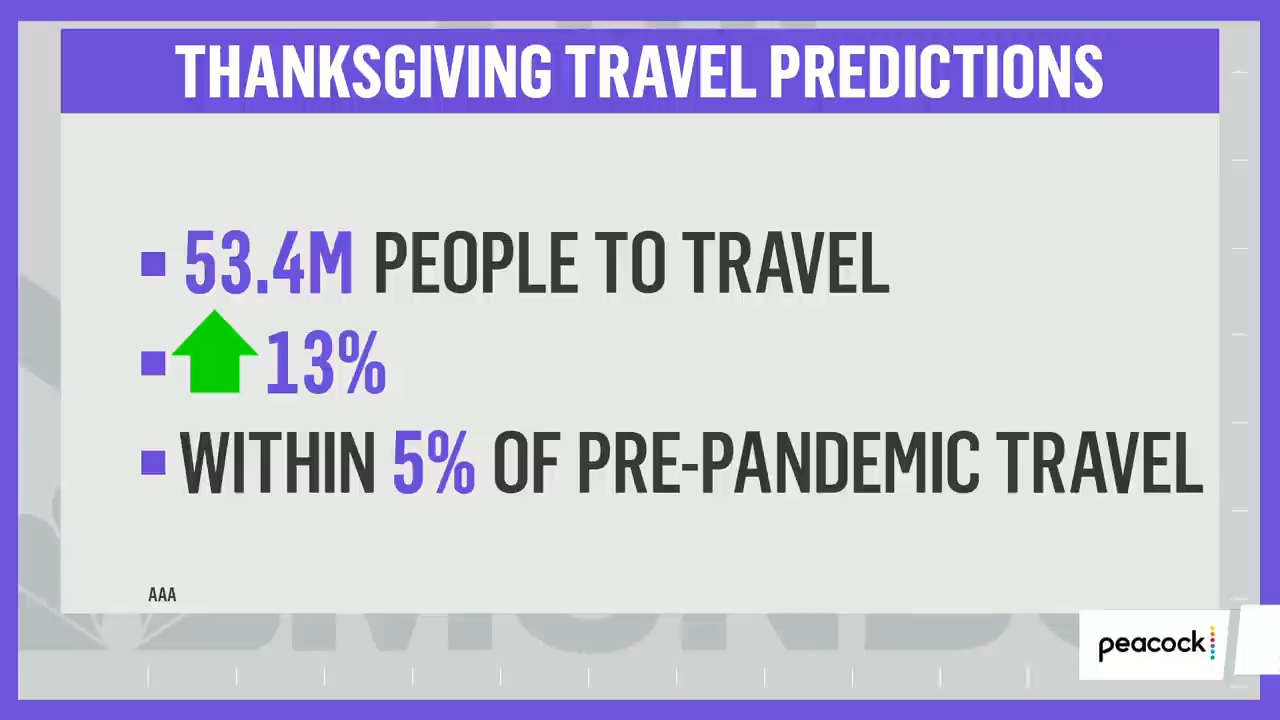 THANKSGIVING TRAVEL PREDICTIONS
53.4M PEOPLE TO TRAVEL
13%
WITHIN 5% OF PRE-PANDEMIC TRAVEL
AAA
peacock